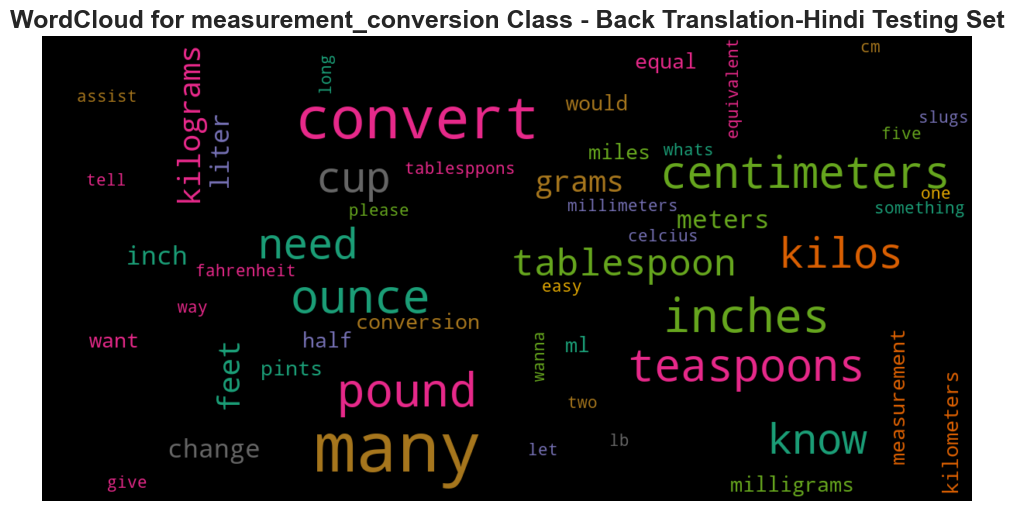 WordCloud for measurement_conversion Class - Back Translation-Hindi Testing Set
cm
long
kilograms
equal
equivalent
assist
convert
would
slugs
liter
five
miles
whats
centimeters
tablesppons
tell
cup
grams
one
millimeters
something
please
meters
need
celcius
kilos
inch
tablespoon
fahrenheit
easy
ounce
way
inches
conversion
want
half
ml
wanna
feet
pints
teaspoons
measurement
pound
two
kilometers
many
know
lb
change
let
give
milligrams